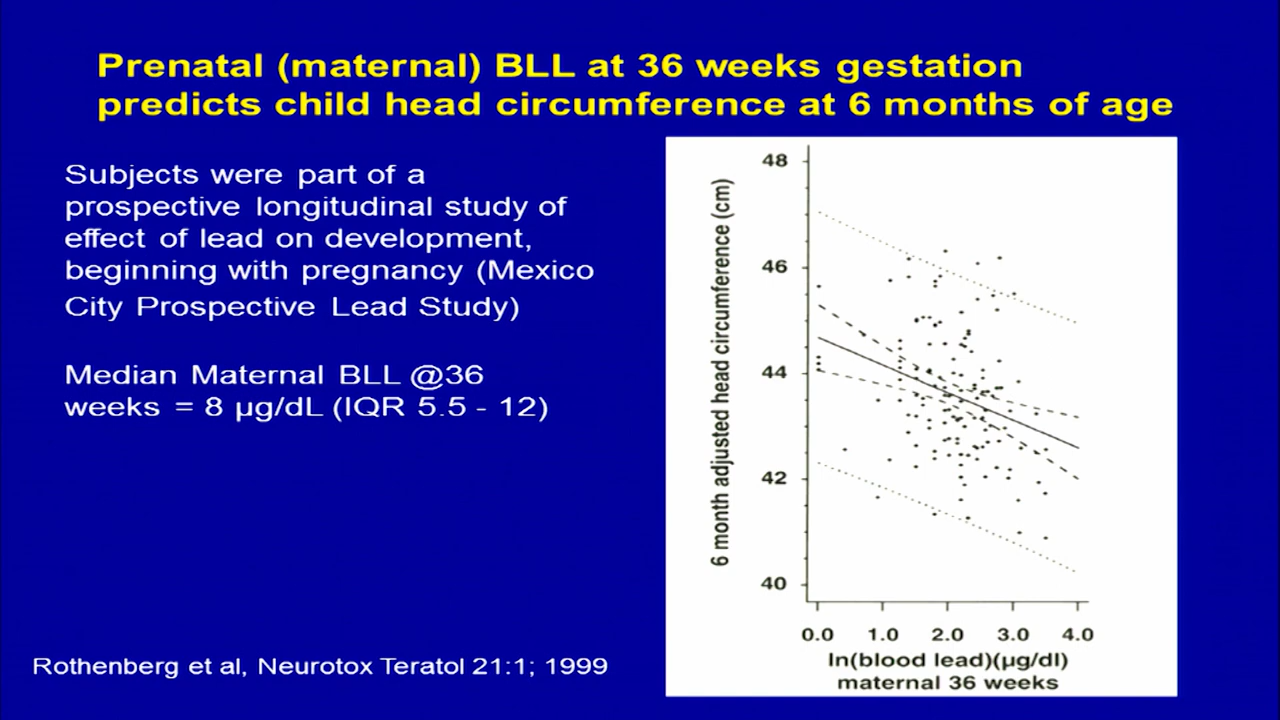 Prenatal (maternal) BLL at 36 weeks gestation
predicts child head circumference at 6 months of age
Subjects were part of a
prospective longitudinal study of
effect of lead on development,
beginning with pregnancy (Mexico
City Prospective Lead Study)
Median Maternal BLL @36
weeks = 8 µg/dL (IQR 5.5 - 12)
Rothenberg et al, Neurotox Teratol 21:1; 1999
6 month adjusted head circumference (cm)
48
46
44
42
40
0.0 1.0 2.0 3.0 4.0
ln(blood lead)(µg/dl)
maternal 36 weeks